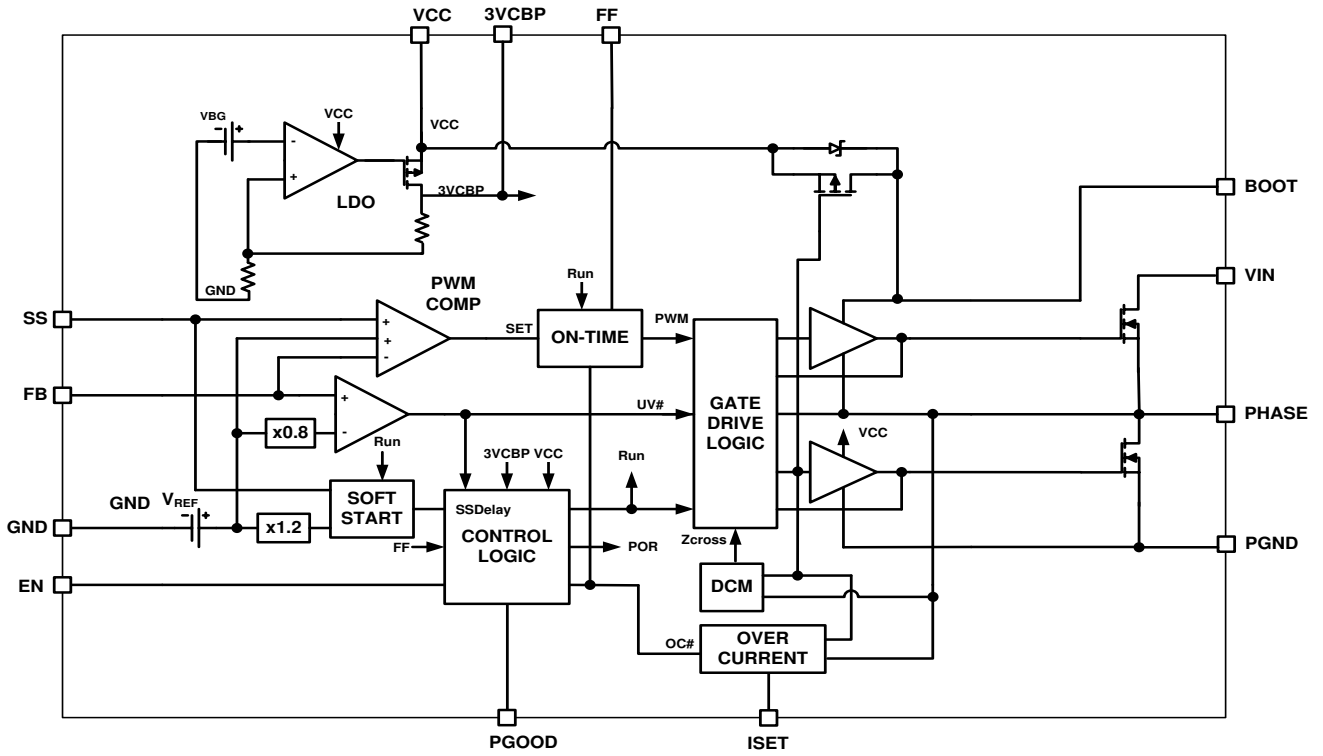 VCC 3VCBP FF
VBG
- +
VCC
VCC
-
+
LDO
3VCBP
BOOT
GND
PWM
COMP
Run
VIN
SS
+
+
-
SET
ON-TIME
PWM
FB
+
-
x0.8
UV#
GATE
DRIVE
LOGIC
PHASE
VCC
Run
3VCBP VCC
Run
GND
GND
VREF
- +
x1.2
SOFT
START
SSDelay
CONTROL
LOGIC
FF
POR
Zcross
PGND
EN
DCM
OC#
OVER
CURRENT
PGOOD
ISET